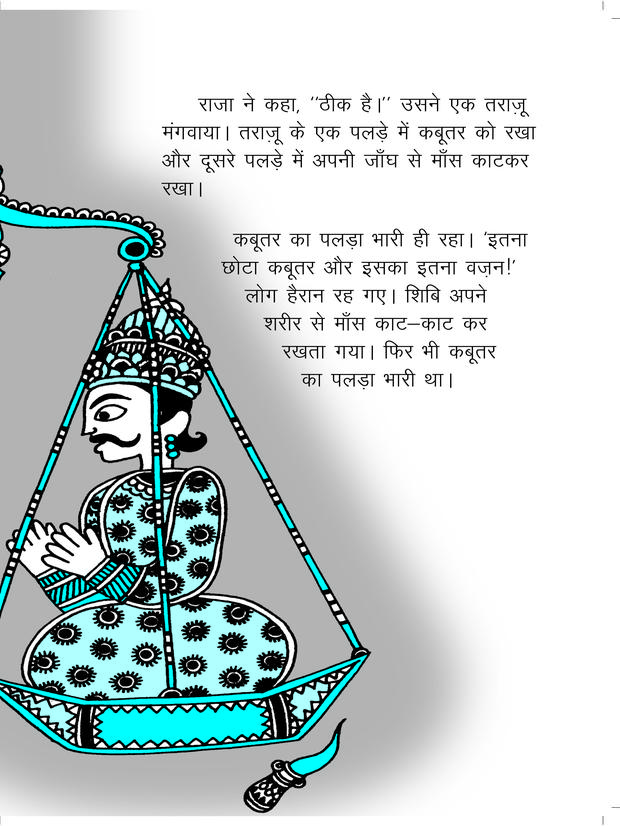 राजा ने कहा, "ठीक है।" उसने एक तराज़ू
मंगवाया। तराज़ू के एक पलड़े में कबूतर को रखा
और दूसरे पलड़े में अपनी जाँघ से माँस काटकर
रखा।
कबूतर का पलड़ा भारी ही रहा। 'इतना
छोटा कबूतर और इसका इतना वज़न!'
लोग हैरान रह गए। शिबि अपने
शरीर से माँस काट–काट कर
रखता गया। फिर भी कबूतर
का पलड़ा भारी था।